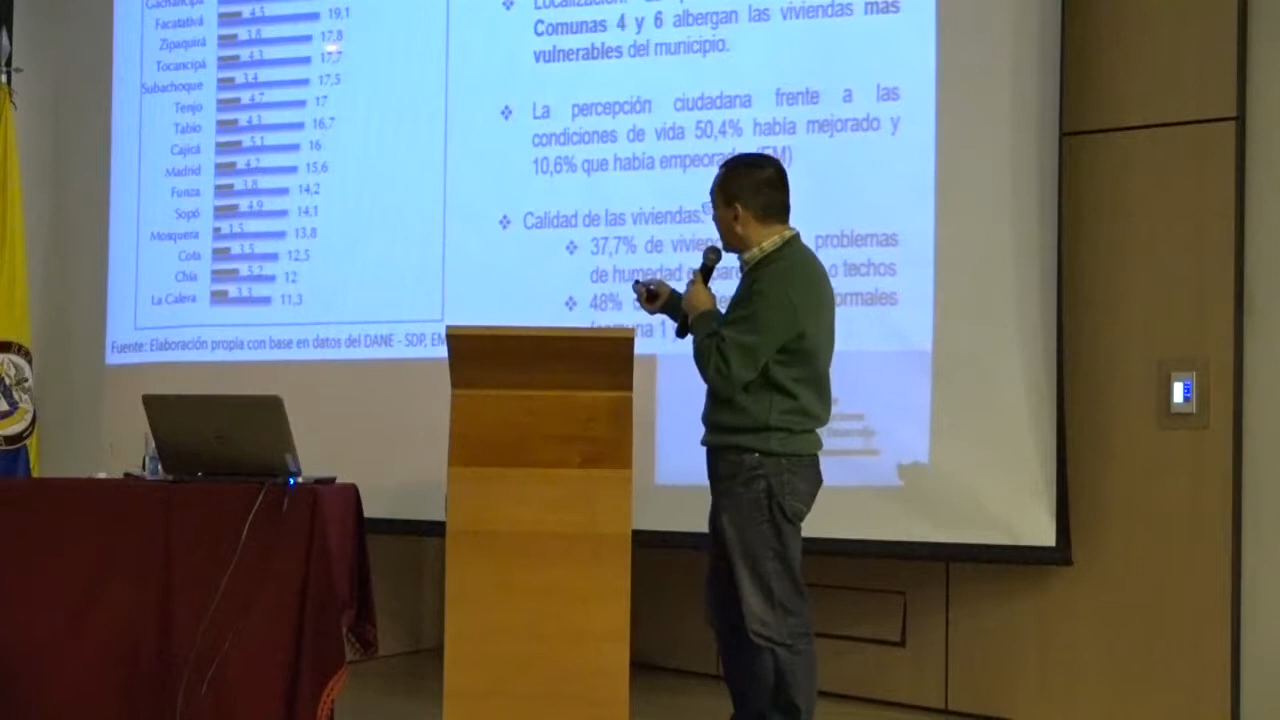 Gachancipá
Facatativá 4.5 19,1
Zipaquirá 3.8 17,8
Tocancipá 4.3 17,7
Subachoque 3.4 17,5
Tenjo 4.7 17
Tabio 4.3 16,7
Cajicá 5.1 16
Madrid 4.2 15,6
Funza 3.8 14,2
Sopó 4.9 14,1
Mosquera 1.5 13,8
Cota 3.5 12,5
Chía 5.2 12
La Calera 3.3 11,3
Fuente: Elaboración propia con base en datos del DANE - SDP, EM
Localización:
Comunas 4 y 6 albergan las viviendas más
vulnerables del municipio.
La percepción ciudadana frente a las
condiciones de vida 50,4% había mejorado y
10,6% que había empeorado (EM)
Calidad de las viviendas:
37,7% de problemas
de humedad o techos
48%